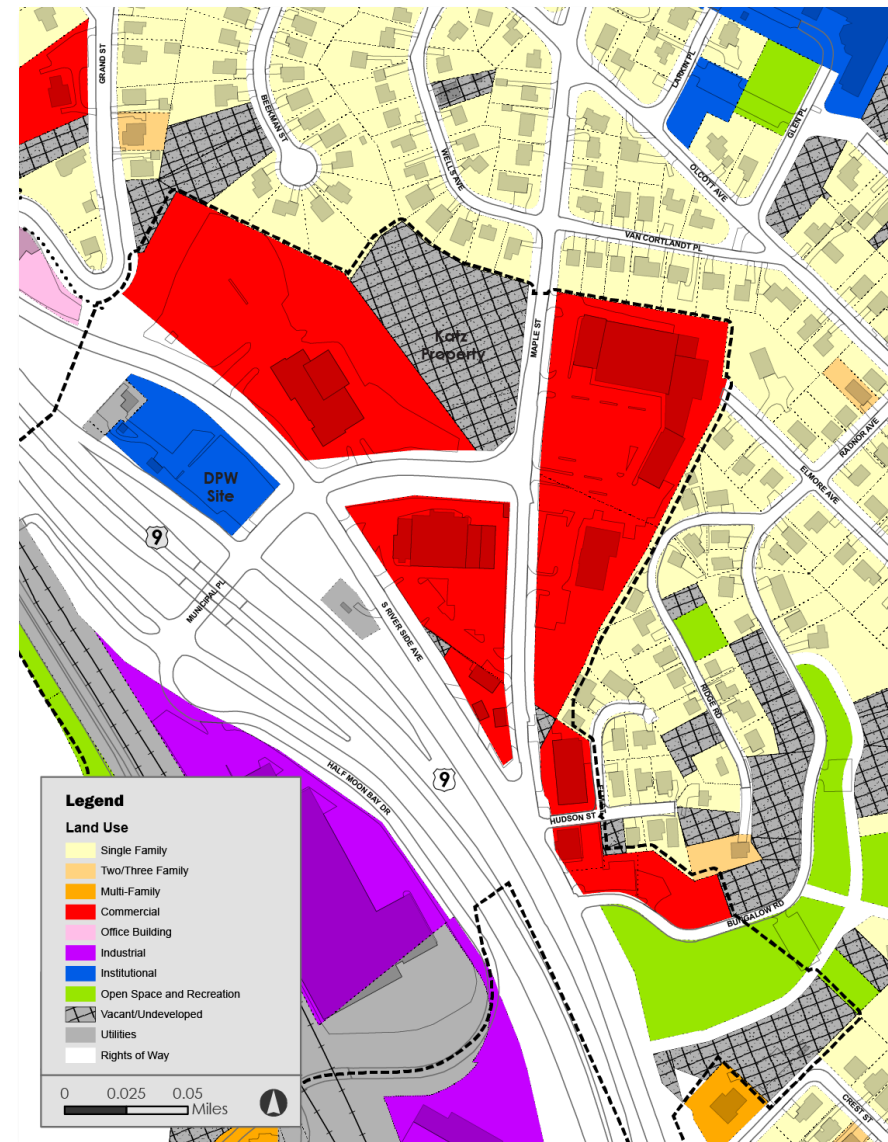 GRAND ST
BEEKMAN ST
WELLS AVE
LARKIN PL
GLEN PL
OLCOTT AVE
VAN CORTLANDT PL
MAPLE ST
Katz
Property
RADNOR AVE
ELMORE AVE
DPW
Site
9
MUNICIPAL PL
S RIVER SIDE AVE
RIDGE RD
HALF MOON BAY DR
9
HUDSON ST
BUNGALOW RD
CREST ST
Legend
Land Use
Single Family
Two/Three Family
Multi-Family
Commercial
Office Building
Industrial
Institutional
Open Space and Recreation
Vacant/Undeveloped
Utilities
Rights of Way
0 0.025 0.05
Miles